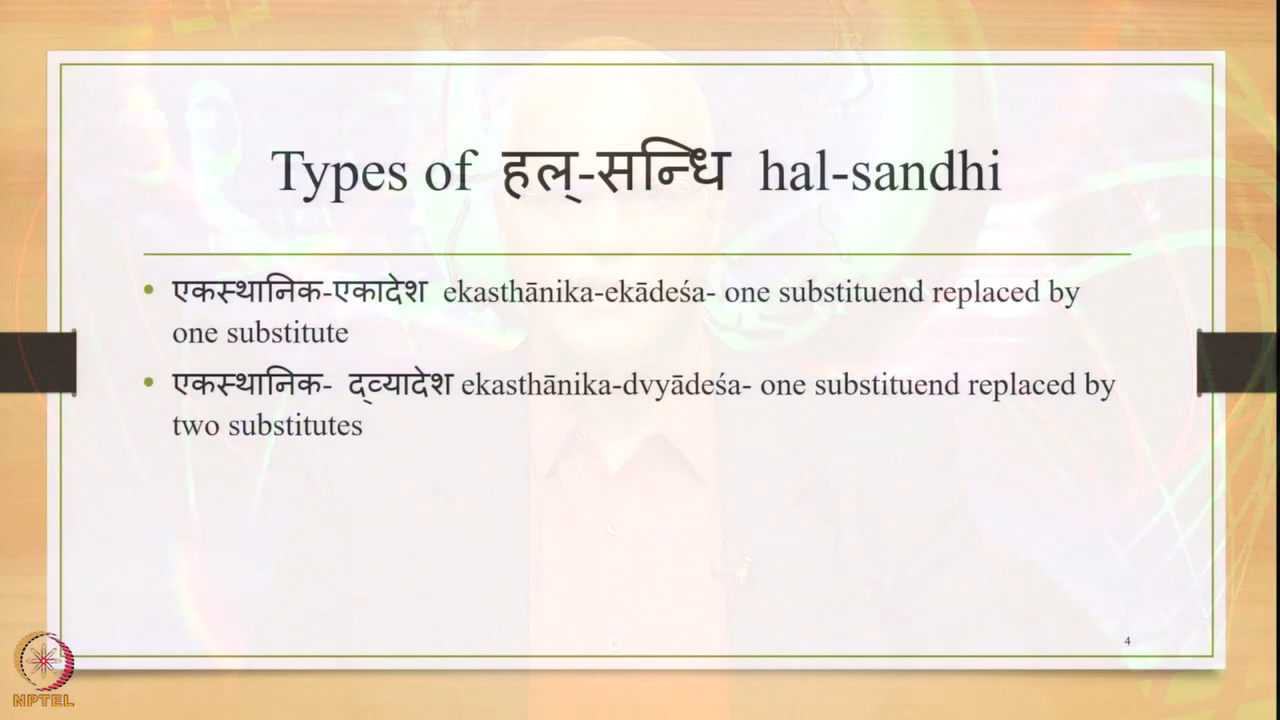 Types of हल्-सन्धि hal-sandhi
• एकस्थानिक-एकादेश ekasthānika-ekādeśa- one substituend replaced by
one substitute
• एकस्थानिक- द्व्यादेश ekasthānika-dvyādeśa- one substituend replaced by
two substitutes
4
NPTEL